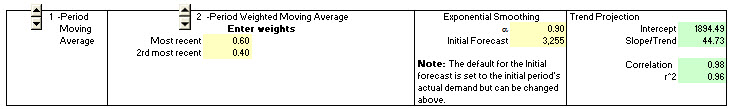 1 -Period Moving Average
2 -Period Weighted Moving Average
Enter weights
Most recent 0.60
2rd most recent 0.40
Exponential Smoothing
α 0.90
Initial Forecast 3,255
Note: The default for the Initial
forecast is set to the initial period's
actual demand but can be changed
above.
Trend Projection
Intercept 1894.49
Slope/Trend 44.73
Correlation 0.98
r^2 0.96